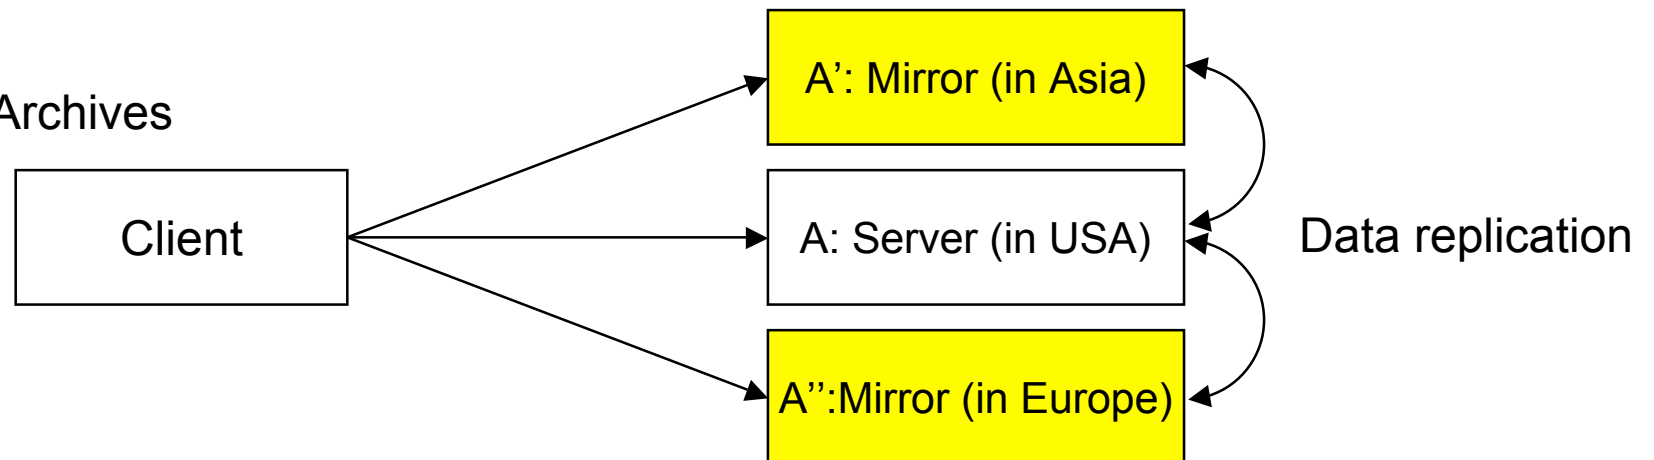 A’: Mirror (in Asia)
Archives
Client
A: Server (in USA)
Data replication
A’’:Mirror (in Europe)